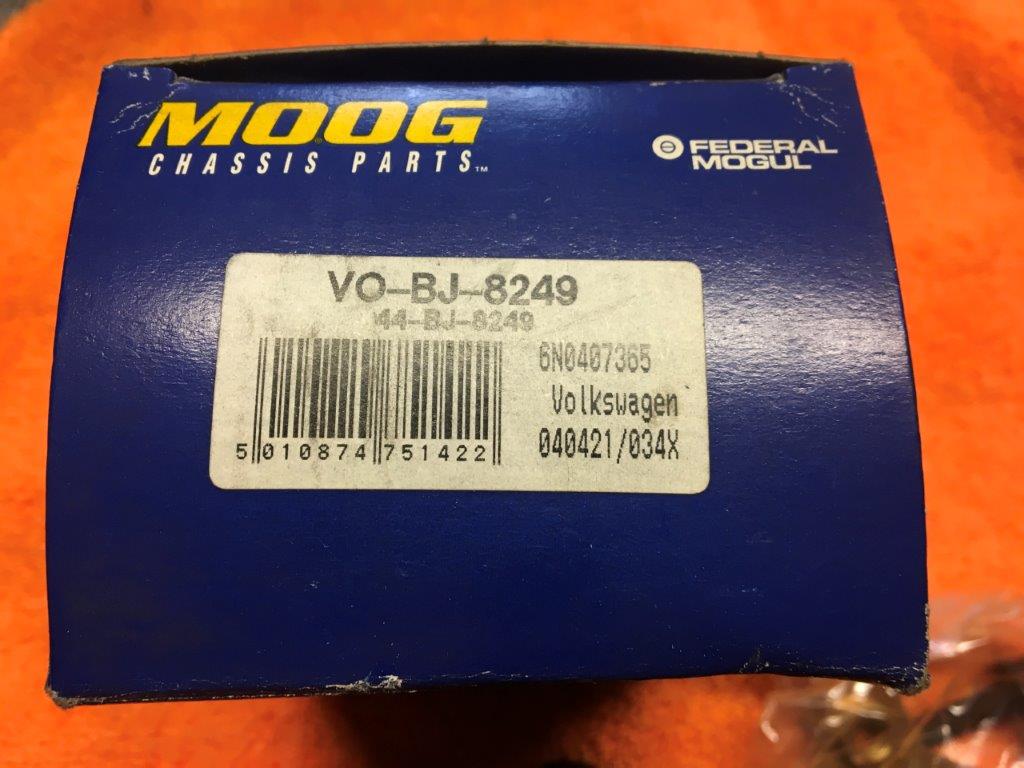 MOOG
CHASSIS PARTS™
FEDERAL
MOGUL
VO-BJ-8249
44-BJ-8249
6N0407365
Volkswagen
040421/034X
5 010874 751422